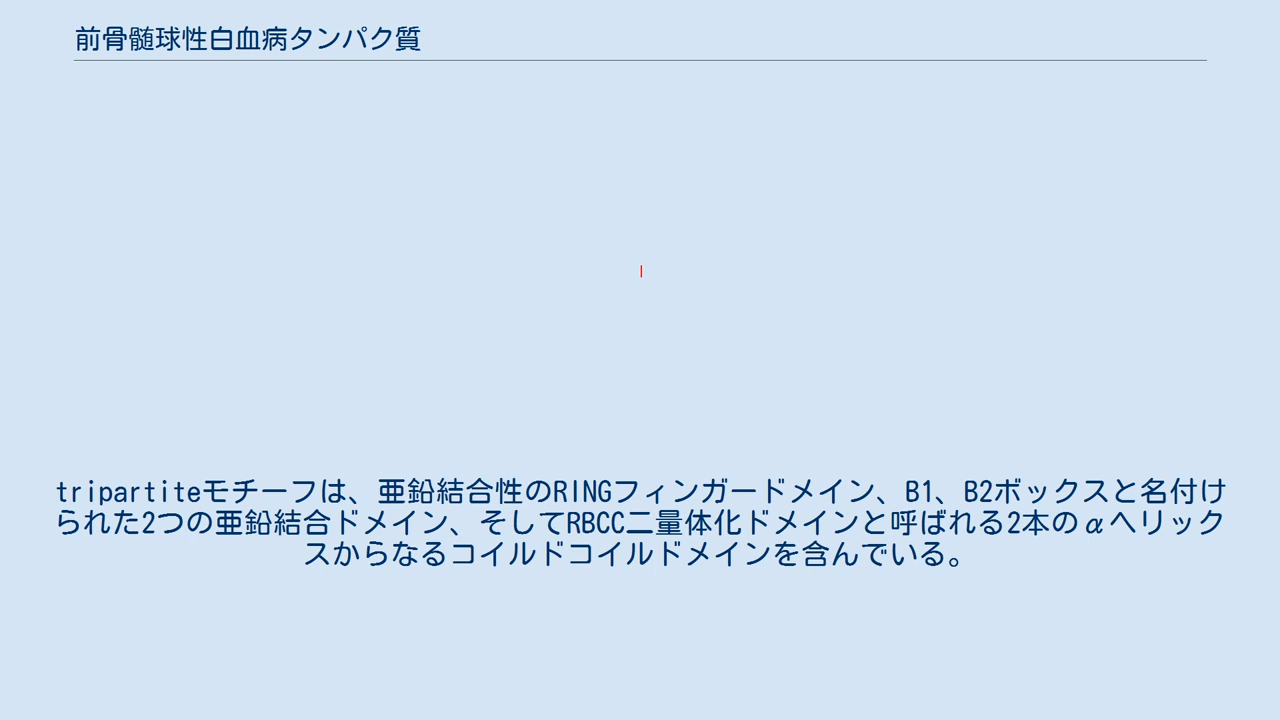 前骨髄球性白血病タンパク質
tripartiteモチーフは、亜鉛結合性のRINGフィンガードメイン、B1、B2ボックスと名付け
られた2つの亜鉛結合ドメイン、そしてRBCC二量体化ドメインと呼ばれる2本のαヘリック
スからなるコイルドコイルドメインを含んでいる。